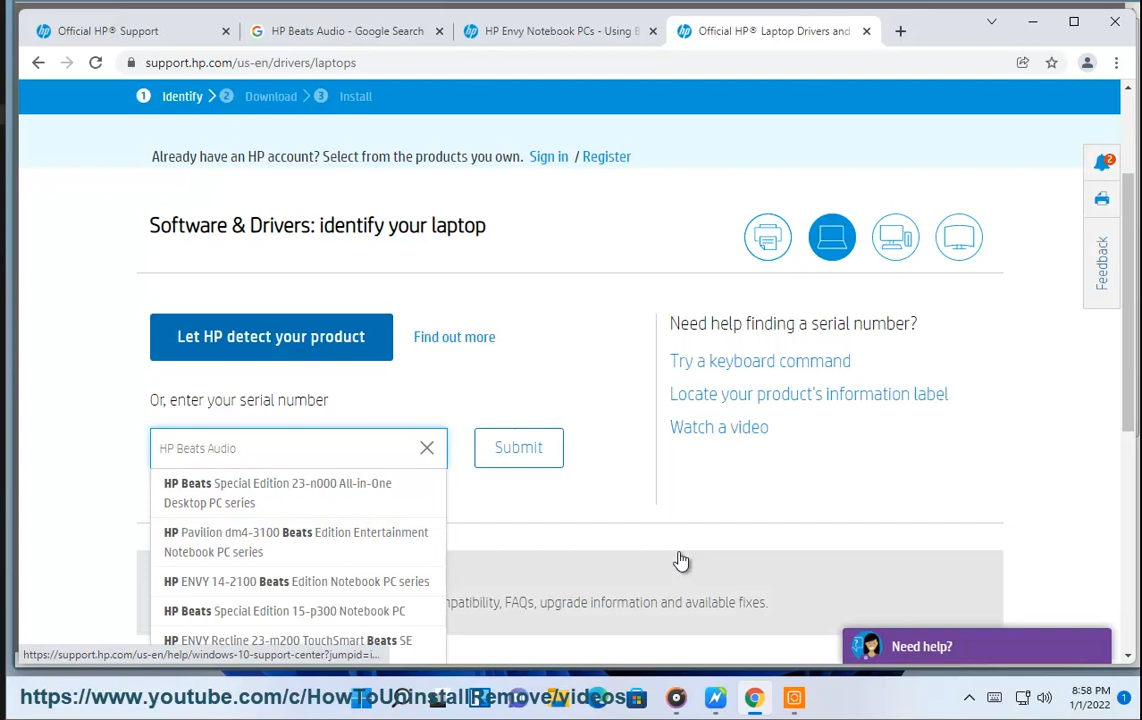 Official HP® Support
HP Beats Audio - Google Search
HP Envy Notebook PCs - Using B
Official HP® Laptop Drivers and
support.hp.com/us-en/drivers/laptops
1 Identify 2 Download 3 Install
Already have an HP account? Select from the products you own. Sign in / Register
2
Software & Drivers: identify your laptop
Feedback
Let HP detect your product
Find out more
Need help finding a serial number?
Try a keyboard command
Locate your product's information label
Watch a video
Or, enter your serial number
HP Beats Audio
Submit
HP Beats Special Edition 23-n000 All-in-One
Desktop PC series
HP Pavilion dm4-3100 Beats Edition Entertainment
Notebook PC series
HP ENVY 14-2100 Beats Edition Notebook PC series
HP Beats Special Edition 15-p300 Notebook PC
HP ENVY Recline 23-m200 TouchSmart Beats SE
patibility, FAQs, upgrade information and available fixes.
Need help?
https://support.hp.com/us-en/help/windows-10-support-center?jumpid=i...
https://www.youtube.com/c/HowToUninstallRemove/videos
8:58 PM
1/1/2022
1